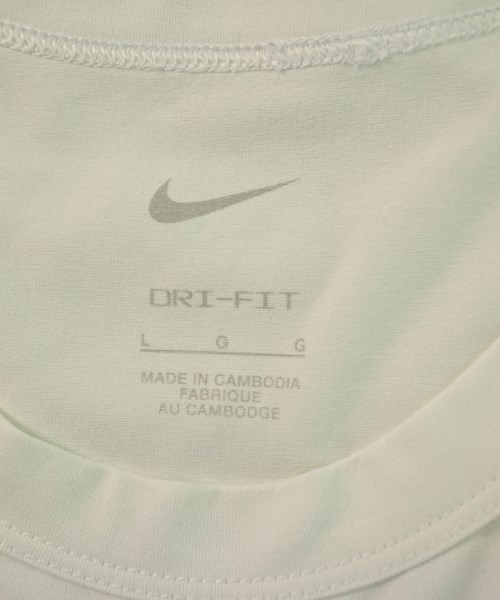 DRI-FIT
L G G
MADE IN CAMBODIA
FABRIQUE
AU CAMBODGE